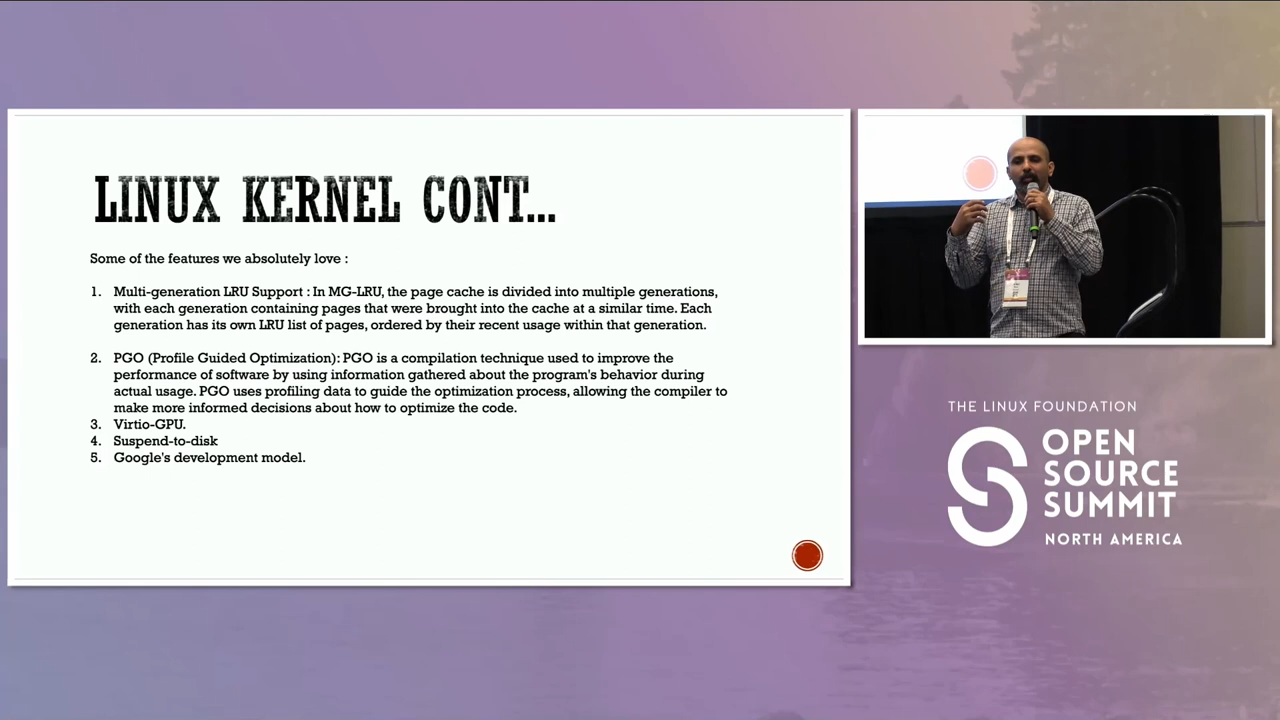 LINUX KERNEL CONT...
Some of the features we absolutely love :
1. Multi-generation LRU Support : In MG-LRU, the page cache is divided into multiple generations,
with each generation containing pages that were brought into the cache at a similar time. Each
generation has its own LRU list of pages, ordered by their recent usage within that generation.
2. PGO (Profile Guided Optimization): PGO is a compilation technique used to improve the
performance of software by using information gathered about the program's behavior during
actual usage. PGO uses profiling data to guide the optimization process, allowing the compiler to
make more informed decisions about how to optimize the code.
3. Virtio-GPU.
4. Suspend-to-disk
5. Google's development model.
THE LINUX FOUNDATION
OPEN
SOURCE
SUMMIT
NORTH AMERICA